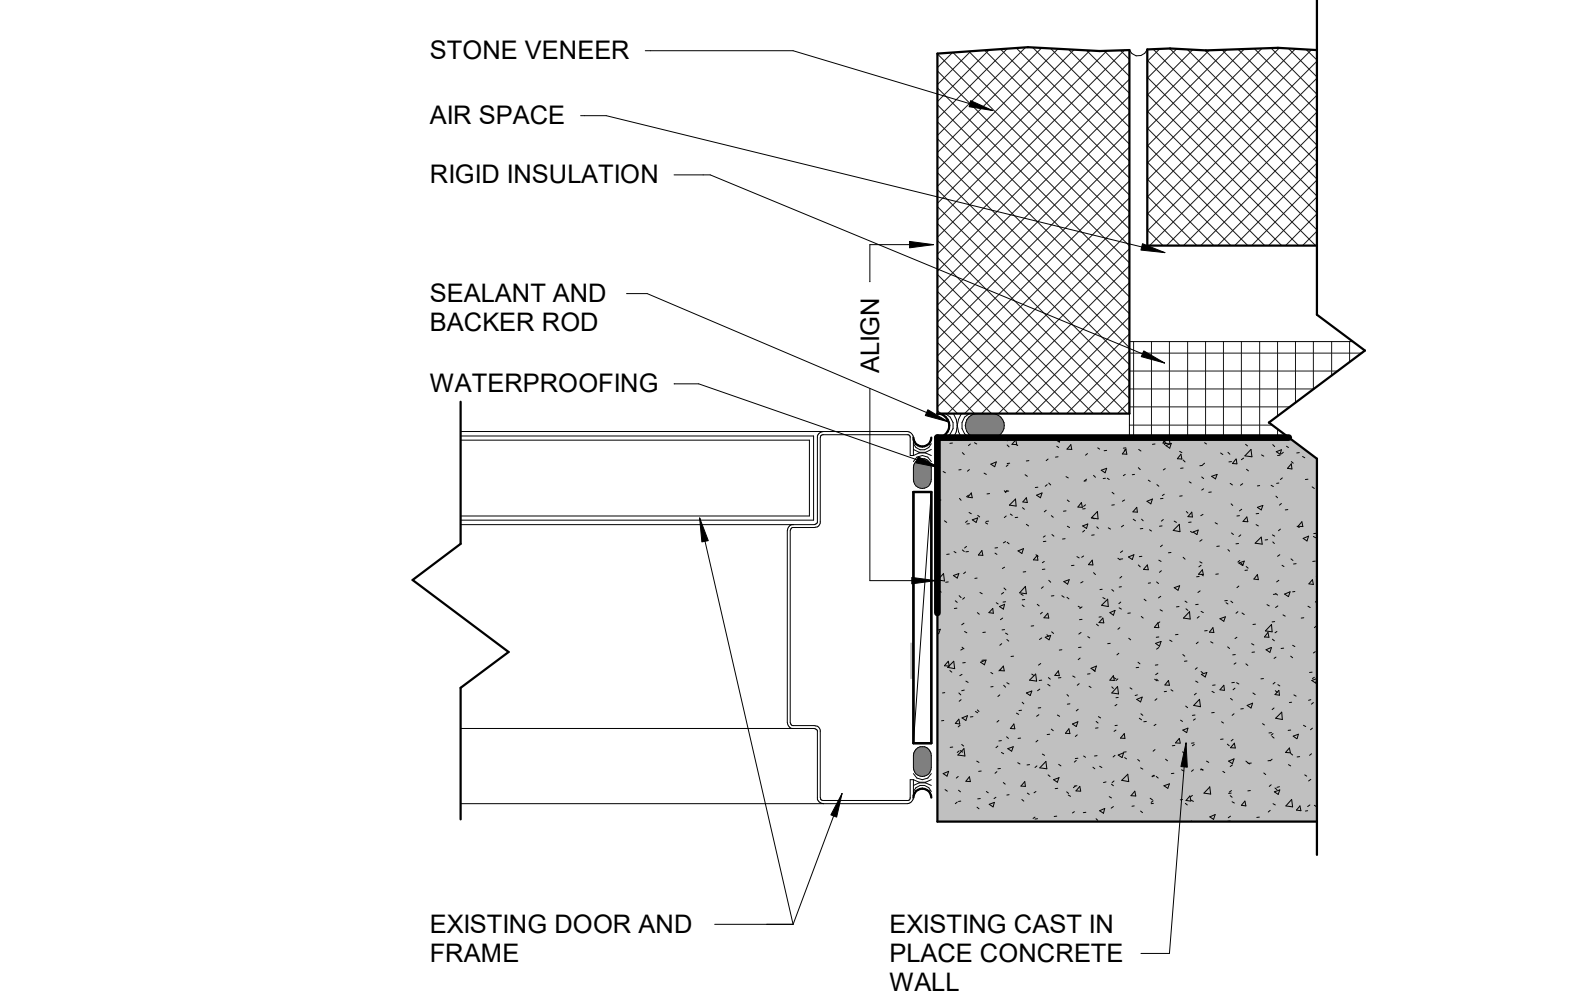 STONE VENEER
AIR SPACE
RIGID INSULATION
ALIGN
SEALANT AND
BACKER ROD
WATERPROOFING
EXISTING DOOR AND
FRAME
EXISTING CAST IN
PLACE CONCRETE
WALL